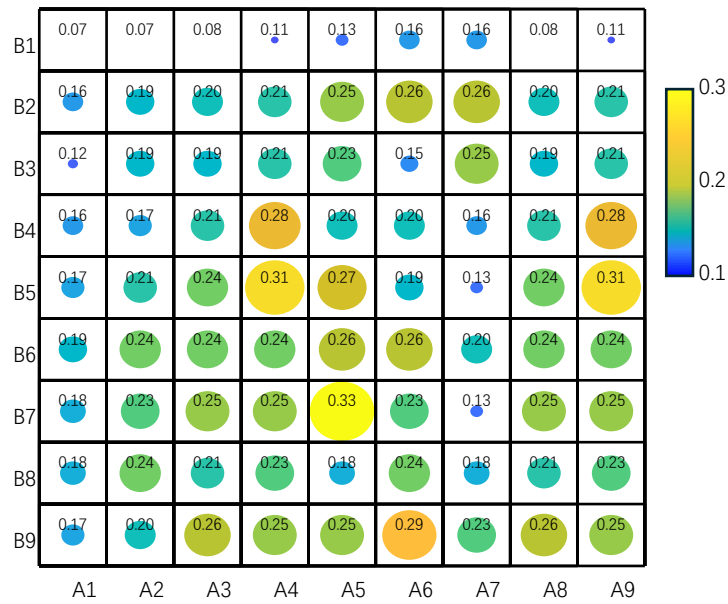 B1 0.07 0.07 0.08 0.11 0.13 0.16 0.16 0.08 0.11
B2 0.16 0.19 0.20 0.21 0.25 0.26 0.26 0.20 0.21
B3 0.12 0.19 0.19 0.21 0.23 0.15 0.25 0.19 0.21
B4 0.16 0.17 0.21 0.28 0.20 0.20 0.16 0.21 0.28
B5 0.17 0.21 0.24 0.31 0.27 0.19 0.13 0.24 0.31
B6 0.19 0.24 0.24 0.24 0.26 0.26 0.20 0.24 0.24
B7 0.18 0.23 0.25 0.25 0.33 0.23 0.13 0.25 0.25
B8 0.18 0.24 0.21 0.23 0.18 0.24 0.18 0.21 0.23
B9 0.17 0.20 0.26 0.25 0.25 0.29 0.23 0.26 0.25
A1 A2 A3 A4 A5 A6 A7 A8 A9
0.3
0.2
0.1